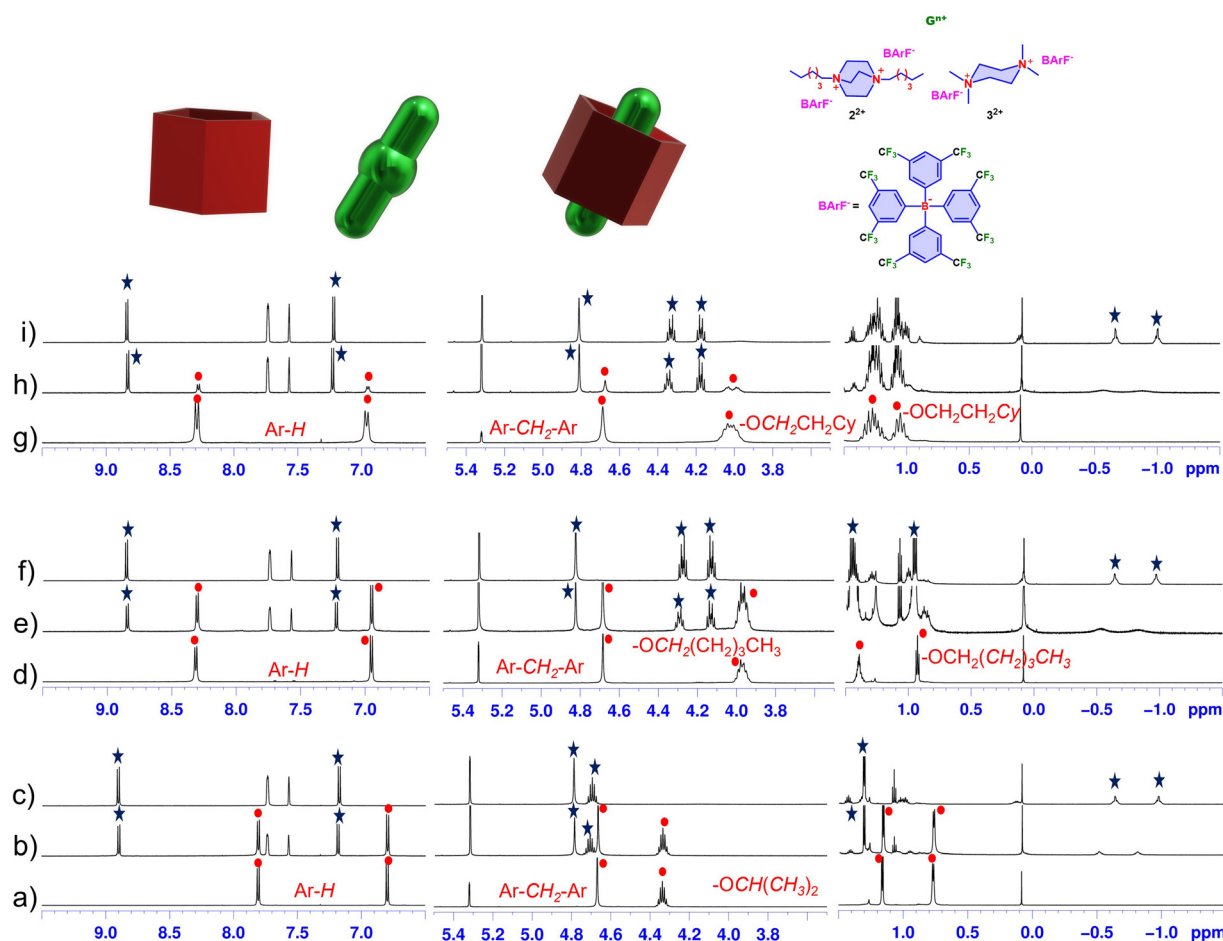 Gⁿ⁺
BArF⁻
BArF⁻
( )₃ N⁺ N⁺ ( )₃
N⁺ N⁺
BArF⁻
BArF⁻
2²⁺ 3²⁺
CF₃ CF₃
CF₃ CF₃
BArF⁻ = B⁻
CF₃ CF₃
CF₃ CF₃
i)
h)
g) Ar-H Ar-CH₂-Ar -OCH₂CH₂Cy -OCH₂CH₂Cy
9.0 8.5 8.0 7.5 7.0 5.4 5.2 5.0 4.8 4.6 4.4 4.2 4.0 3.8 1.0 0.5 0.0 −0.5 −1.0 ppm
f)
e)
d) Ar-H Ar-CH₂-Ar -OCH₂(CH₂)₃CH₃ -OCH₂(CH₂)₃CH₃
9.0 8.5 8.0 7.5 7.0 5.4 5.2 5.0 4.8 4.6 4.4 4.2 4.0 3.8 1.0 0.5 0.0 −0.5 −1.0 ppm
c)
b)
a) Ar-H Ar-CH₂-Ar -OCH(CH₃)₂
9.0 8.5 8.0 7.5 7.0 5.4 5.2 5.0 4.8 4.6 4.4 4.2 4.0 3.8 1.0 0.5 0.0 −0.5 −1.0 ppm